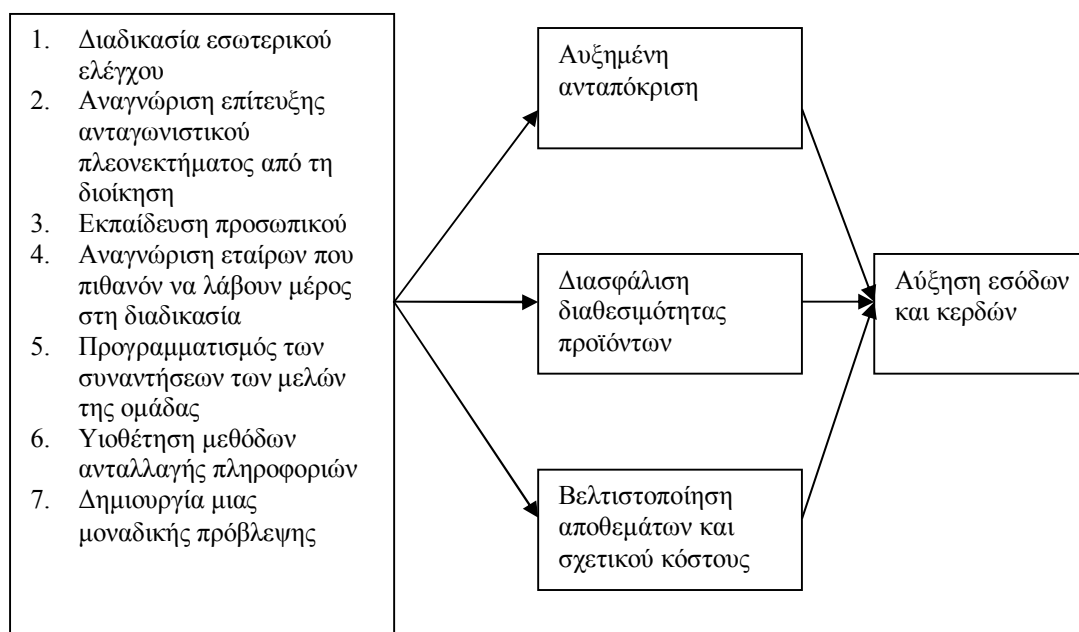 1. Διαδικασία εσωτερικού
ελέγχου
2. Αναγνώριση επίτευξης
ανταγωνιστικού
πλεονεκτήματος από τη
διοίκηση
3. Εκπαίδευση προσωπικού
4. Αναγνώριση εταίρων που
πιθανόν να λάβουν μέρος
στη διαδικασία
5. Προγραμματισμός των
συναντήσεων των μελών
της ομάδας
6. Υιοθέτηση μεθόδων
ανταλλαγής πληροφοριών
7. Δημιουργία μιας
μοναδικής πρόβλεψης
Αυξημένη
ανταπόκριση
Διασφάλιση
διαθεσιμότητας
προϊόντων
Βελτιστοποίηση
αποθεμάτων και
σχετικού κόστους
Αύξηση εσόδων
και κερδών